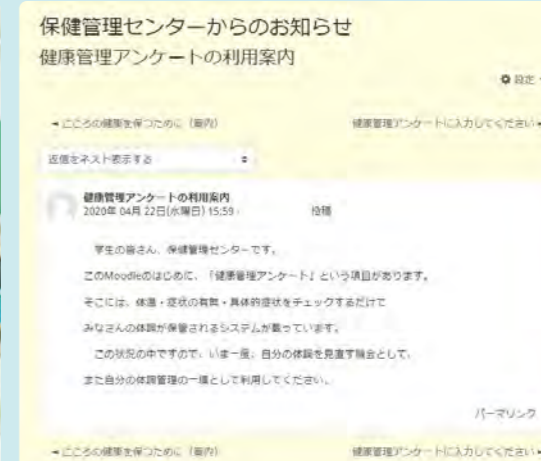 保健管理センターからのお知らせ
健康管理アンケートの利用案内
設定
◄ こころの健康を保つために（案内）
健康管理アンケートに入力してください ►
返信をネスト表示する
健康管理アンケートの利用案内
2020年 04月 22日(水曜日) 15:59 -
投稿
学生の皆さん、保健管理センターです。
このMoodleのはじめに、「健康管理アンケート」という項目があります。
そこには、体温・症状の有無・具体的症状をチェックするだけで
みなさんの体調が保管されるシステムが載っています。
この状況の中ですので、いま一度、自分の体調を見直す機会として、
また自分の体調管理の一環として利用してください。
パーマリンク
◄ こころの健康を保つために（案内）
健康管理アンケートに入力してください ►